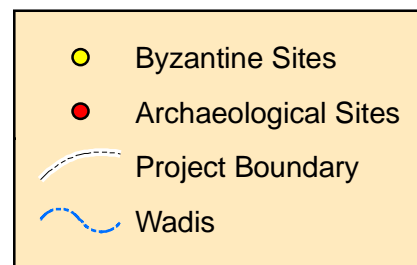 Byzantine Sites
Archaeological Sites
Project Boundary
Wadis